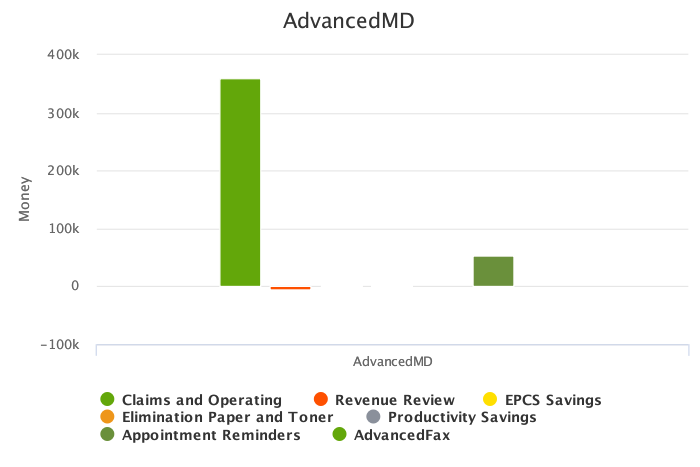 AdvancedMD
400k
300k
200k
100k
0
−100k
Money
AdvancedMD
Claims and Operating
Revenue Review
EPCS Savings
Elimination Paper and Toner
Productivity Savings
Appointment Reminders
AdvancedFax